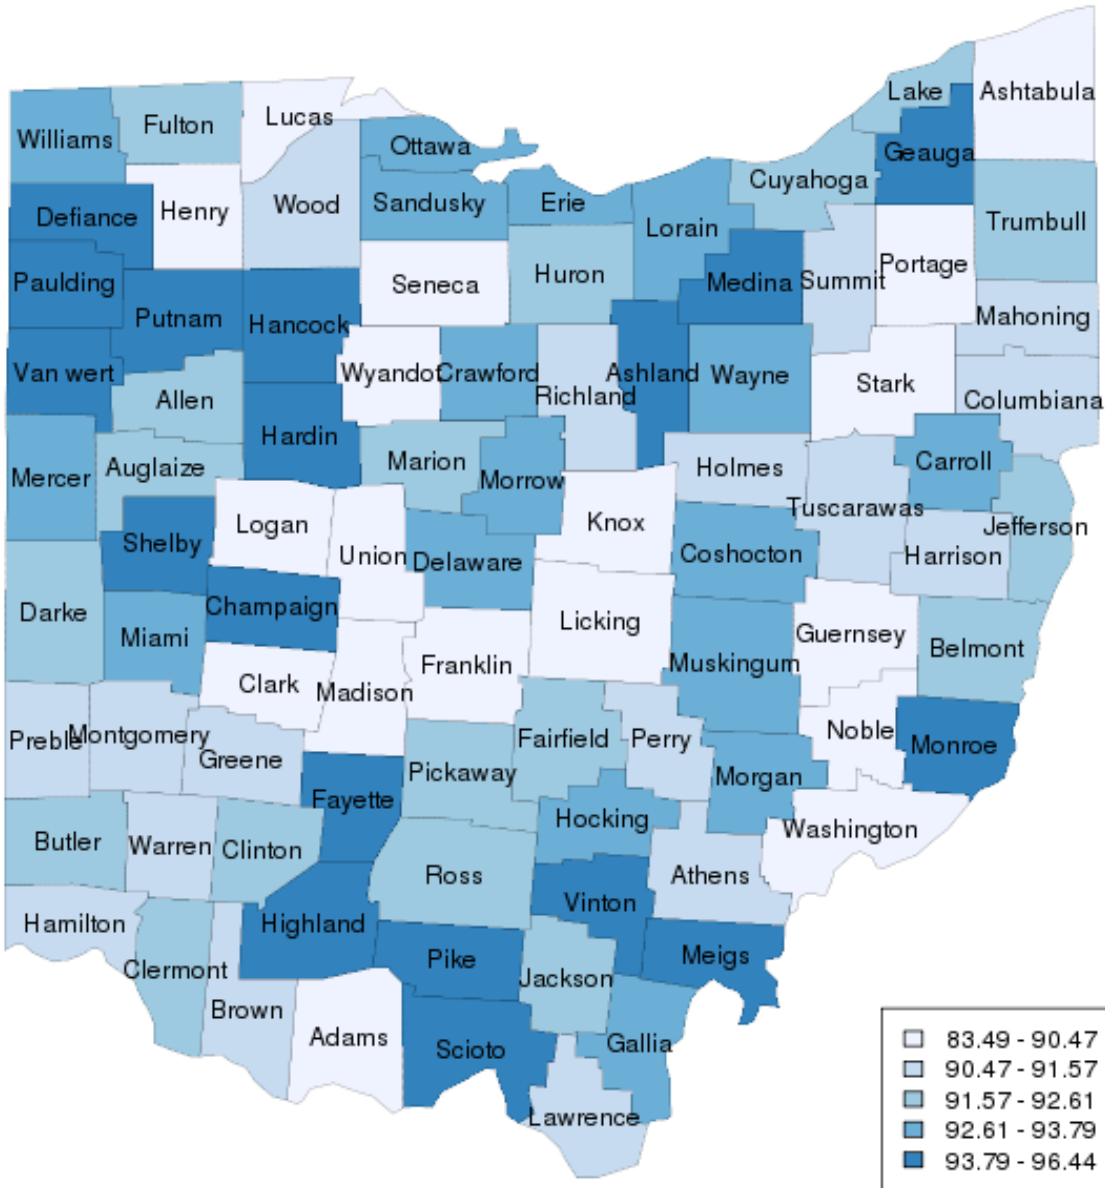 Lake
Ashtabula
Lucas
Fulton
Williams
Ottawa
Geauga
Cuyahoga
Sandusky
Erie
Wood
Henry
Defiance
Lorain
Trumbull
Portage
Huron
Seneca
Medina
Summit
Paulding
Putnam
Hancock
Mahoning
Van wert
Wyandot
Crawford
Ashland
Wayne
Stark
Richland
Allen
Columbiana
Hardin
Marion
Auglaize
Holmes
Carroll
Mercer
Morrow
Tuscarawas
Logan
Knox
Jefferson
Shelby
Union
Delaware
Coshocton
Harrison
Darke
Champaign
Licking
Miami
Guernsey
Belmont
Franklin
Muskingum
Clark
Madison
Preble
Montgomery
Fairfield
Perry
Noble
Monroe
Greene
Pickaway
Morgan
Fayette
Hocking
Washington
Butler
Warren
Clinton
Ross
Athens
Vinton
Hamilton
Highland
Pike
Meigs
Clermont
Jackson
Brown
Adams
Scioto
Gallia
Lawrence
83.49 - 90.47
90.47 - 91.57
91.57 - 92.61
92.61 - 93.79
93.79 - 96.44